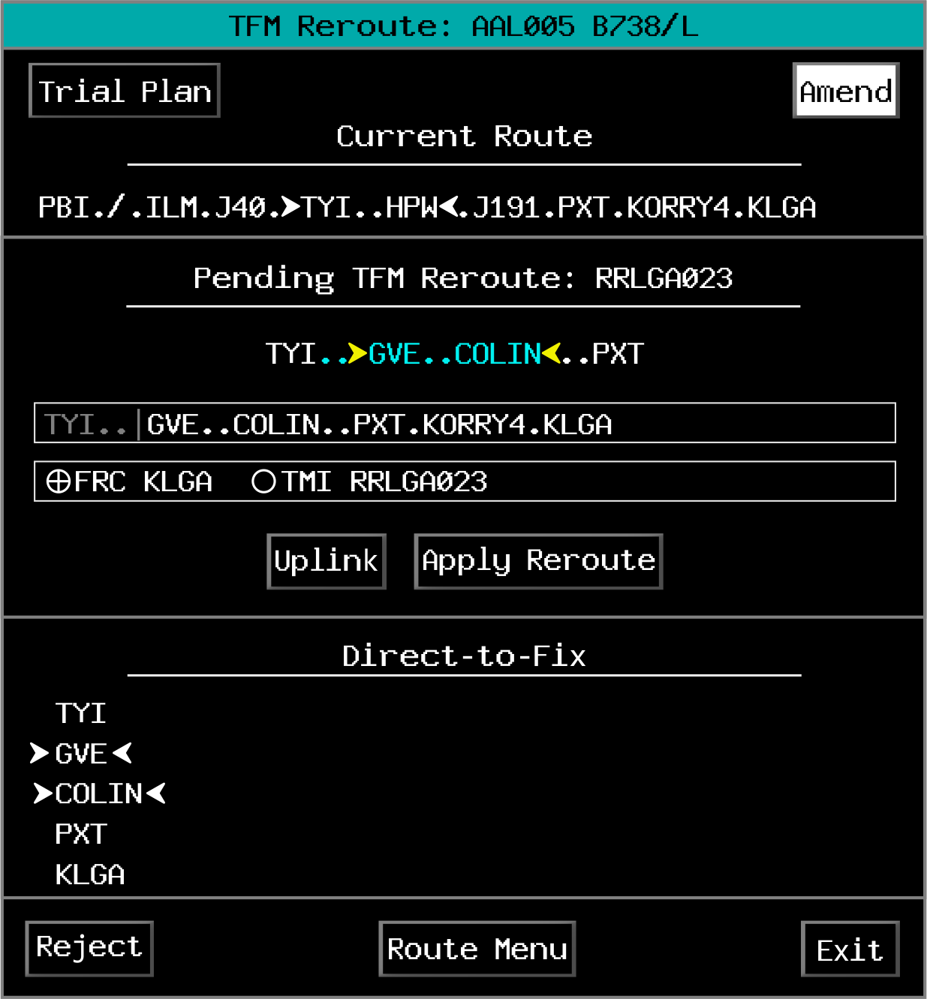 TFM Reroute: AAL005 B738/L
Trial Plan
Amend
Current Route
PBI./.ILM.J40.➤TYI..HPW⮜.J191.PXT.KORRY4.KLGA
Pending TFM Reroute: RRLGA023
TYI..➤GVE..COLIN⮜..PXT
TYI..|GVE..COLIN..PXT.KORRY4.KLGA
⊕FRC KLGA ○TMI RRLGA023
Uplink Apply Reroute
Direct-to-Fix
TYI
➤GVE⮜
➤COLIN⮜
PXT
KLGA
Reject Route Menu Exit